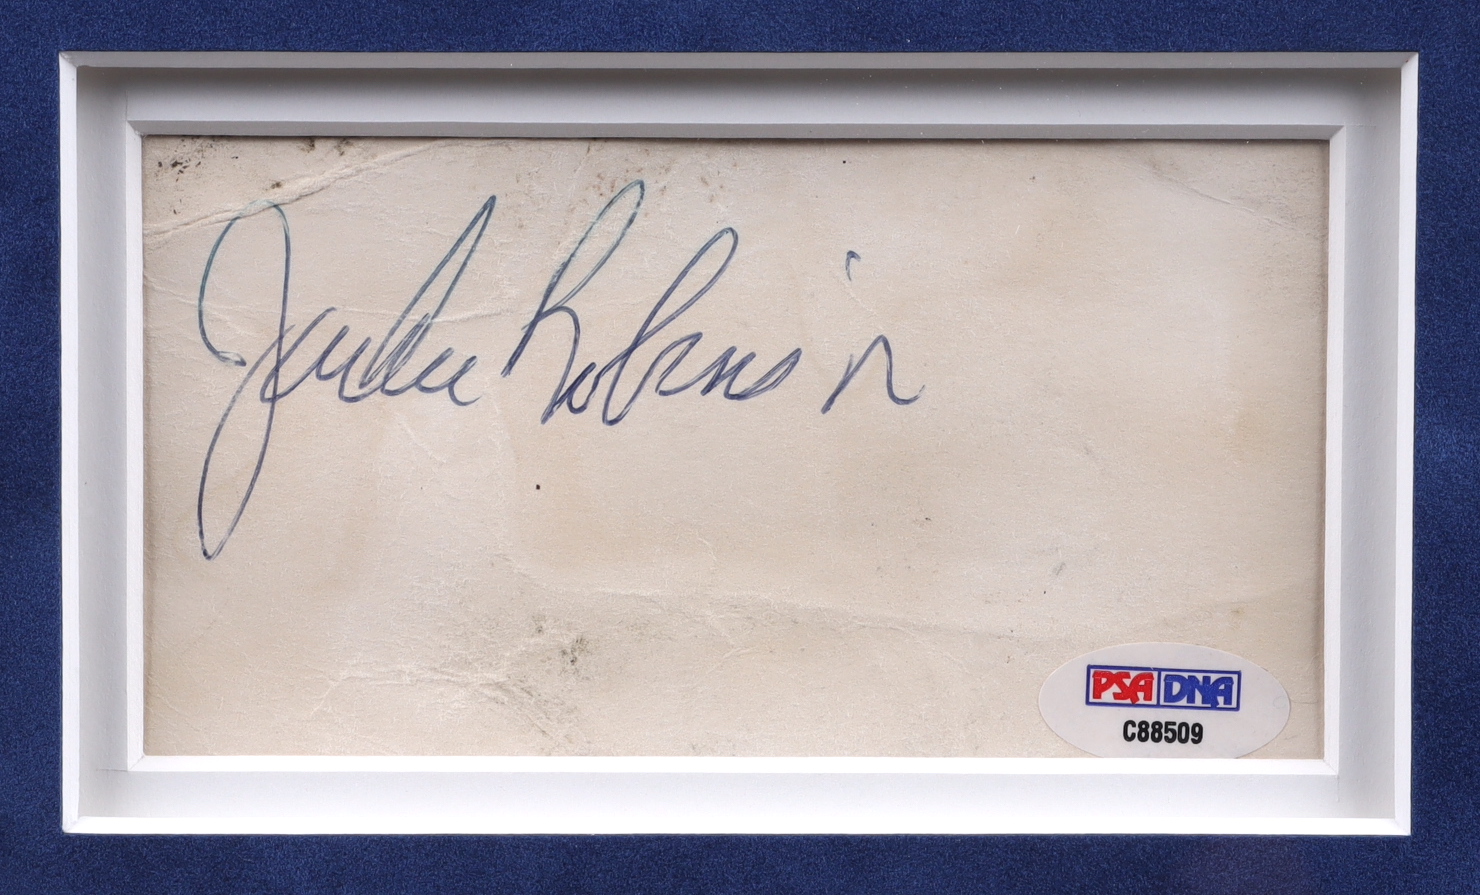 Jackie Robinson
PSA DNA
C88509